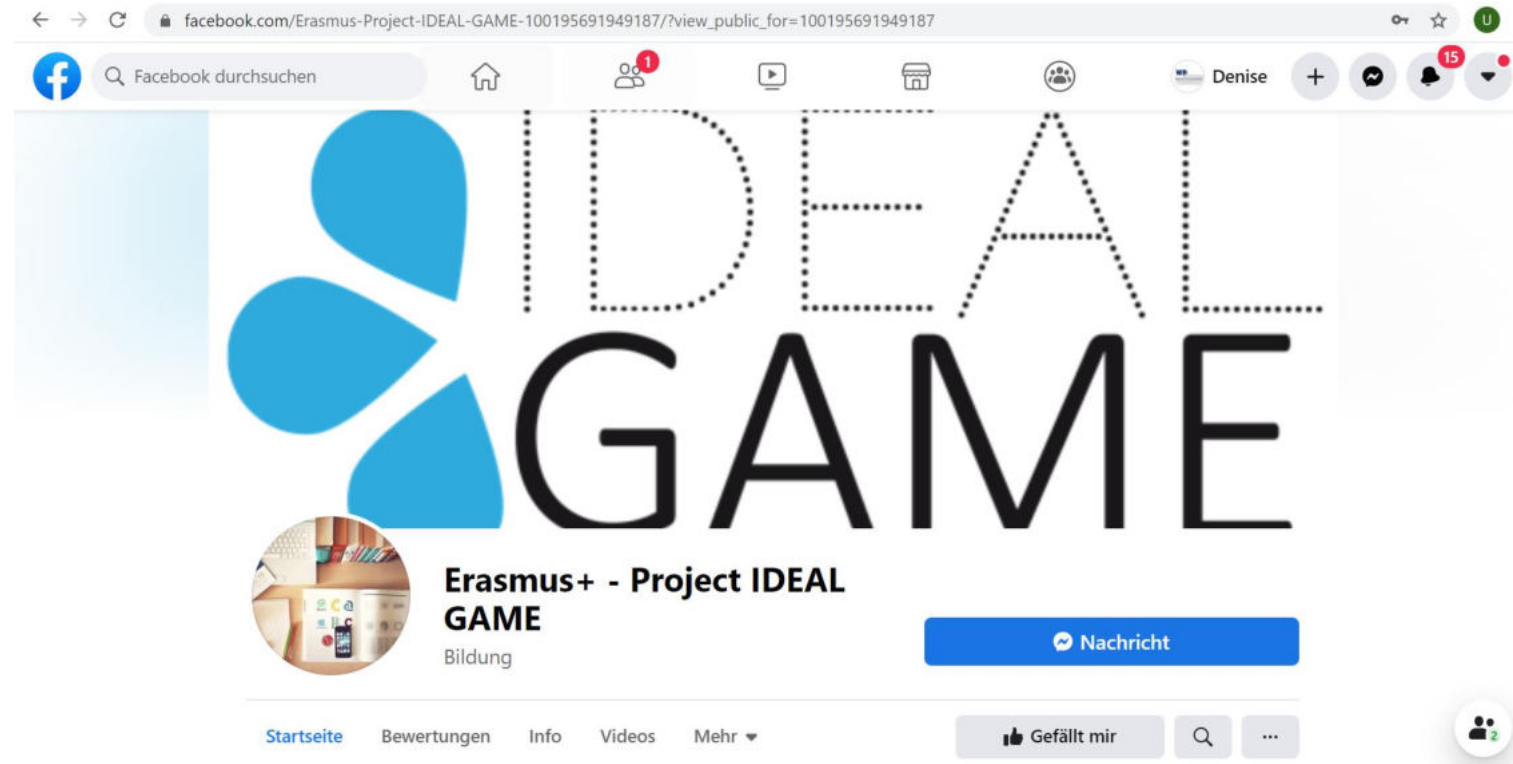 facebook.com/Erasmus-Project-IDEAL-GAME-100195691949187/?view_public_for=100195691949187
U
Facebook durchsuchen
1
Denise
15
IDEAL
GAME
Erasmus+ - Project IDEAL
GAME
Bildung
Nachricht
Startseite Bewertungen Info Videos Mehr
Gefällt mir
2